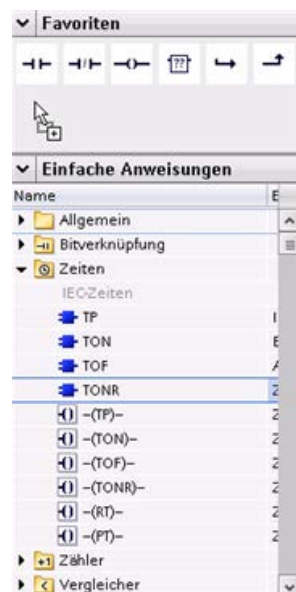 Favoriten
??
Einfache Anweisungen
Name E
Allgemein
Bitverknüpfung
Zeiten
IEC-Zeiten
TP I
TON E
TOF A
TONR Z
–(TP)– Z
–(TON)– Z
–(TOF)– Z
–(TONR)– Z
–(RT)– Z
–(PT)– Z
+1 Zähler
Vergleicher